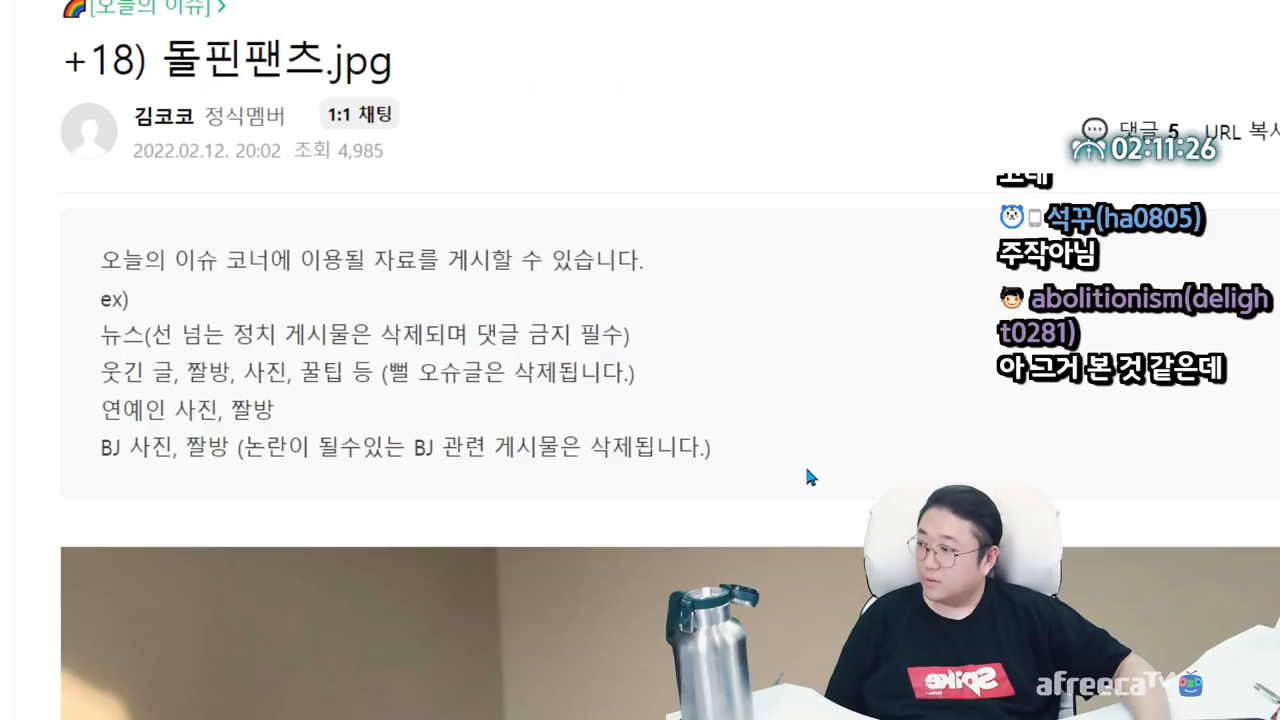 [오늘의 이슈] >
+18) 돌핀팬츠.jpg
김코코 정식멤버 1:1 채팅
2022.02.12. 20:02 조회 4,985
댓글 5 URL 복사
02:11:26
오늘의 이슈 코너에 이용될 자료를 게시할 수 있습니다.
ex)
뉴스(선 넘는 정치 게시물은 삭제되며 댓글 금지 필수)
웃긴 글, 짤방, 사진, 꿀팁 등 (뻘 오슈글은 삭제됩니다.)
연예인 사진, 짤방
BJ 사진, 짤방 (논란이 될수있는 BJ 관련 게시물은 삭제됩니다.)
석꾸(ha0805)
주작아님
abolitionism(deligh
t0281)
아 그거 본 것 같은데
Spike
afreecaTV